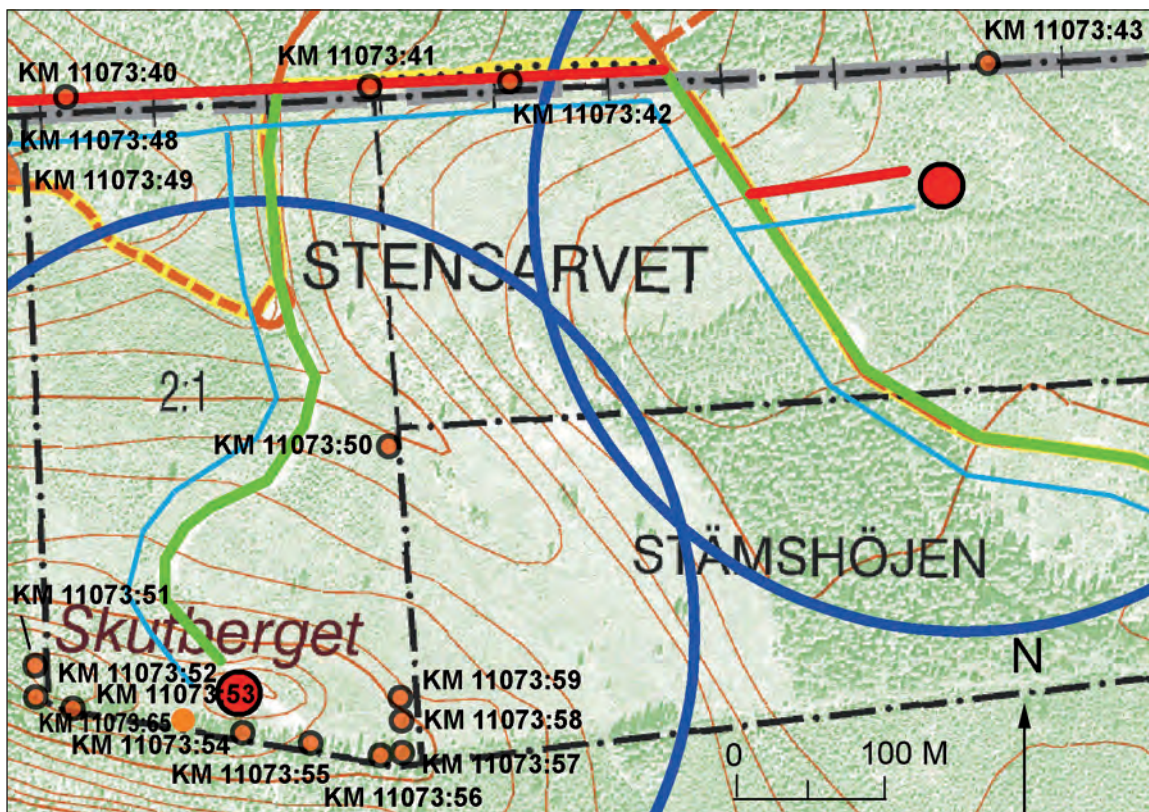 KM 11073:43
KM 11073:41
KM 11073:40
KM 11073:42
KM 11073:48
KM 11073:49
STENSARVET
2:1
KM 11073:50
STÄMSHÖJEN
KM 11073:51
Skutberget
N
KM 11073:52
KM 11073:59
KM 11073:53
KM 11073:58
KM 11073:65
KM 11073:54
0 100 M
KM 11073:57
KM 11073:55
KM 11073:56